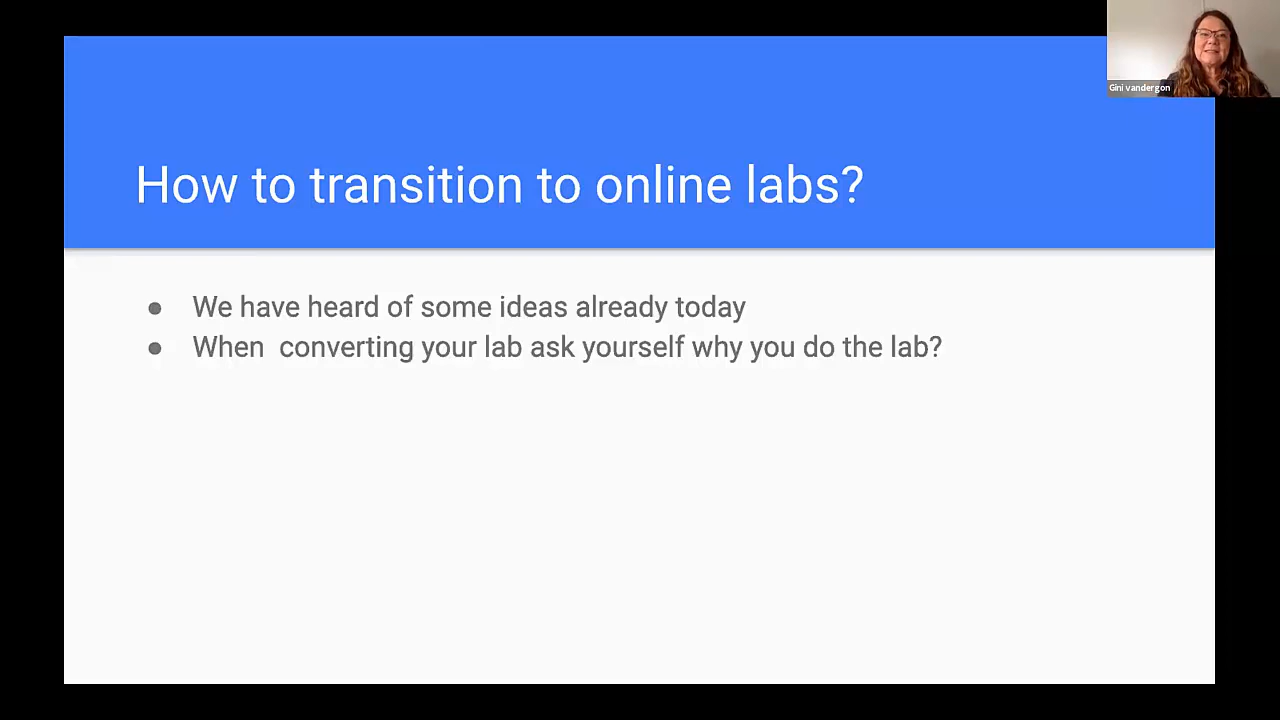 Gini vandergon
How to transition to online labs?
● We have heard of some ideas already today
● When  converting your lab ask yourself why you do the lab?